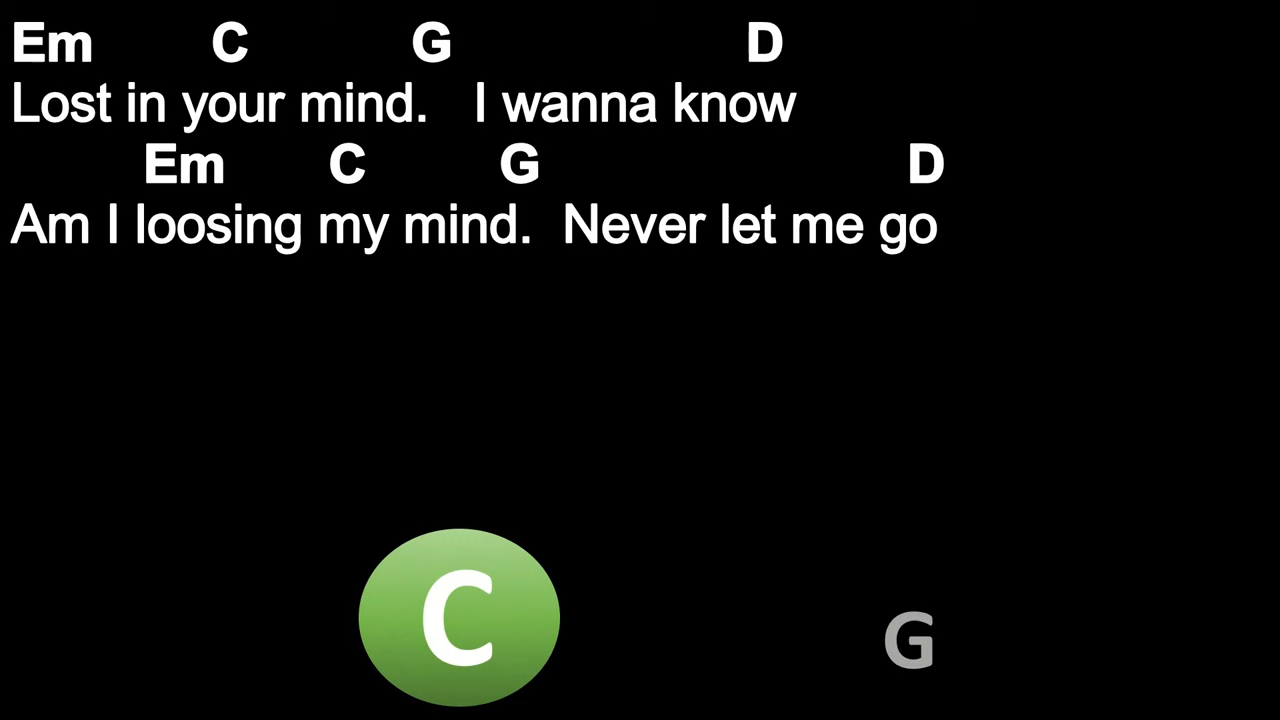 Em C G D
Lost in your mind. I wanna know
Em C G D
Am I loosing my mind. Never let me go
C G